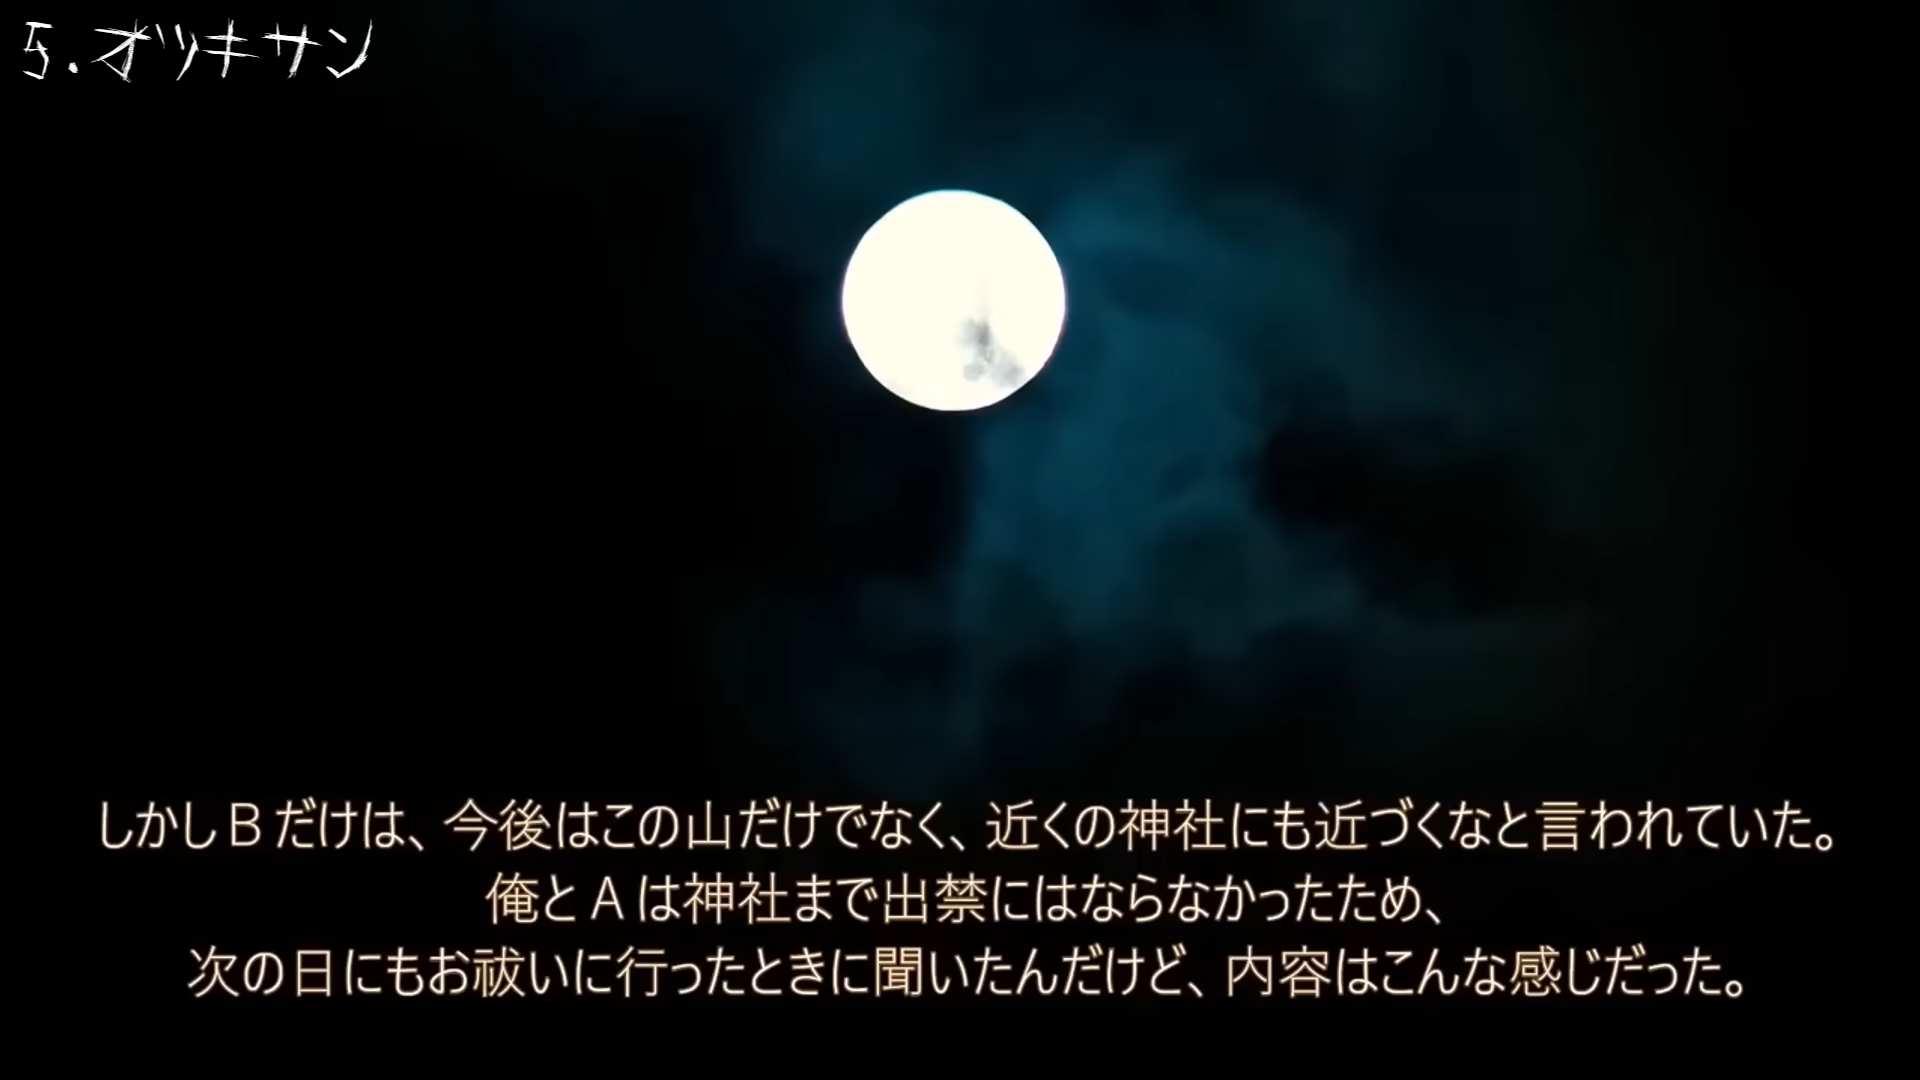 5.オツキサン
しかしBだけは、今後はこの山だけでなく、近くの神社にも近づくなと言われていた。
俺とAは神社まで出禁にはならなかったため、
次の日にもお祓いに行ったときに聞いたんだけど、内容はこんな感じだった。